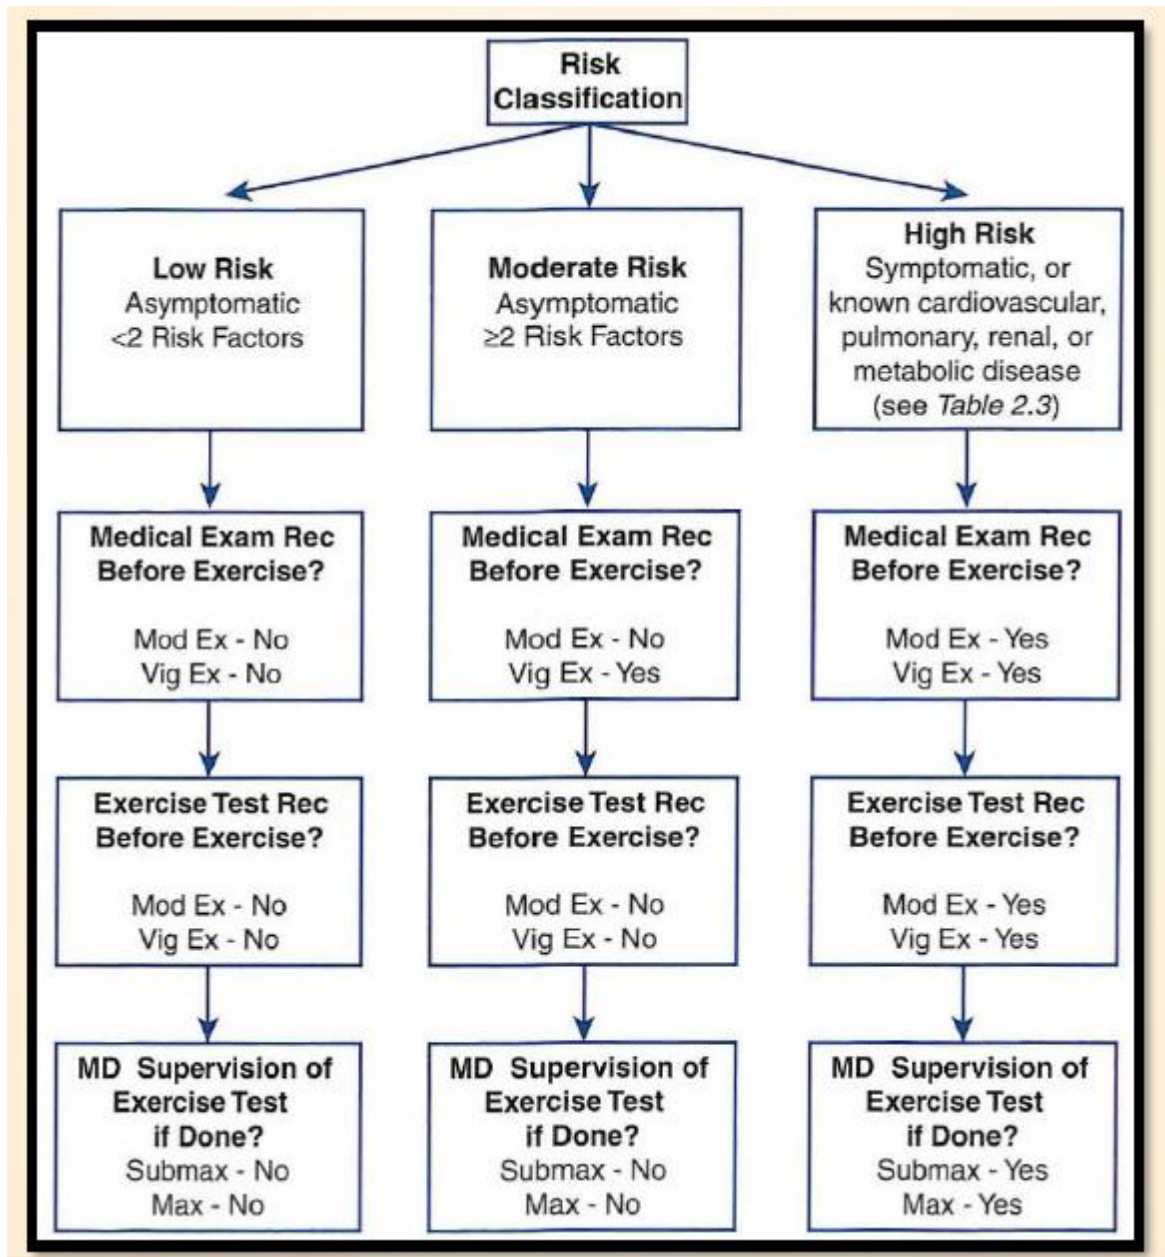 Risk
Classification
Low Risk
Asymptomatic
<2 Risk Factors
Moderate Risk
Asymptomatic
≥2 Risk Factors
High Risk
Symptomatic, or
known cardiovascular,
pulmonary, renal, or
metabolic disease
(see Table 2.3)
Medical Exam Rec
Before Exercise?
Mod Ex - No
Vig Ex - No
Medical Exam Rec
Before Exercise?
Mod Ex - No
Vig Ex - Yes
Medical Exam Rec
Before Exercise?
Mod Ex - Yes
Vig Ex - Yes
Exercise Test Rec
Before Exercise?
Mod Ex - No
Vig Ex - No
Exercise Test Rec
Before Exercise?
Mod Ex - No
Vig Ex - No
Exercise Test Rec
Before Exercise?
Mod Ex - Yes
Vig Ex - Yes
MD Supervision of
Exercise Test
if Done?
Submax - No
Max - No
MD Supervision of
Exercise Test
if Done?
Submax - No
Max - No
MD Supervision of
Exercise Test
if Done?
Submax - Yes
Max - Yes